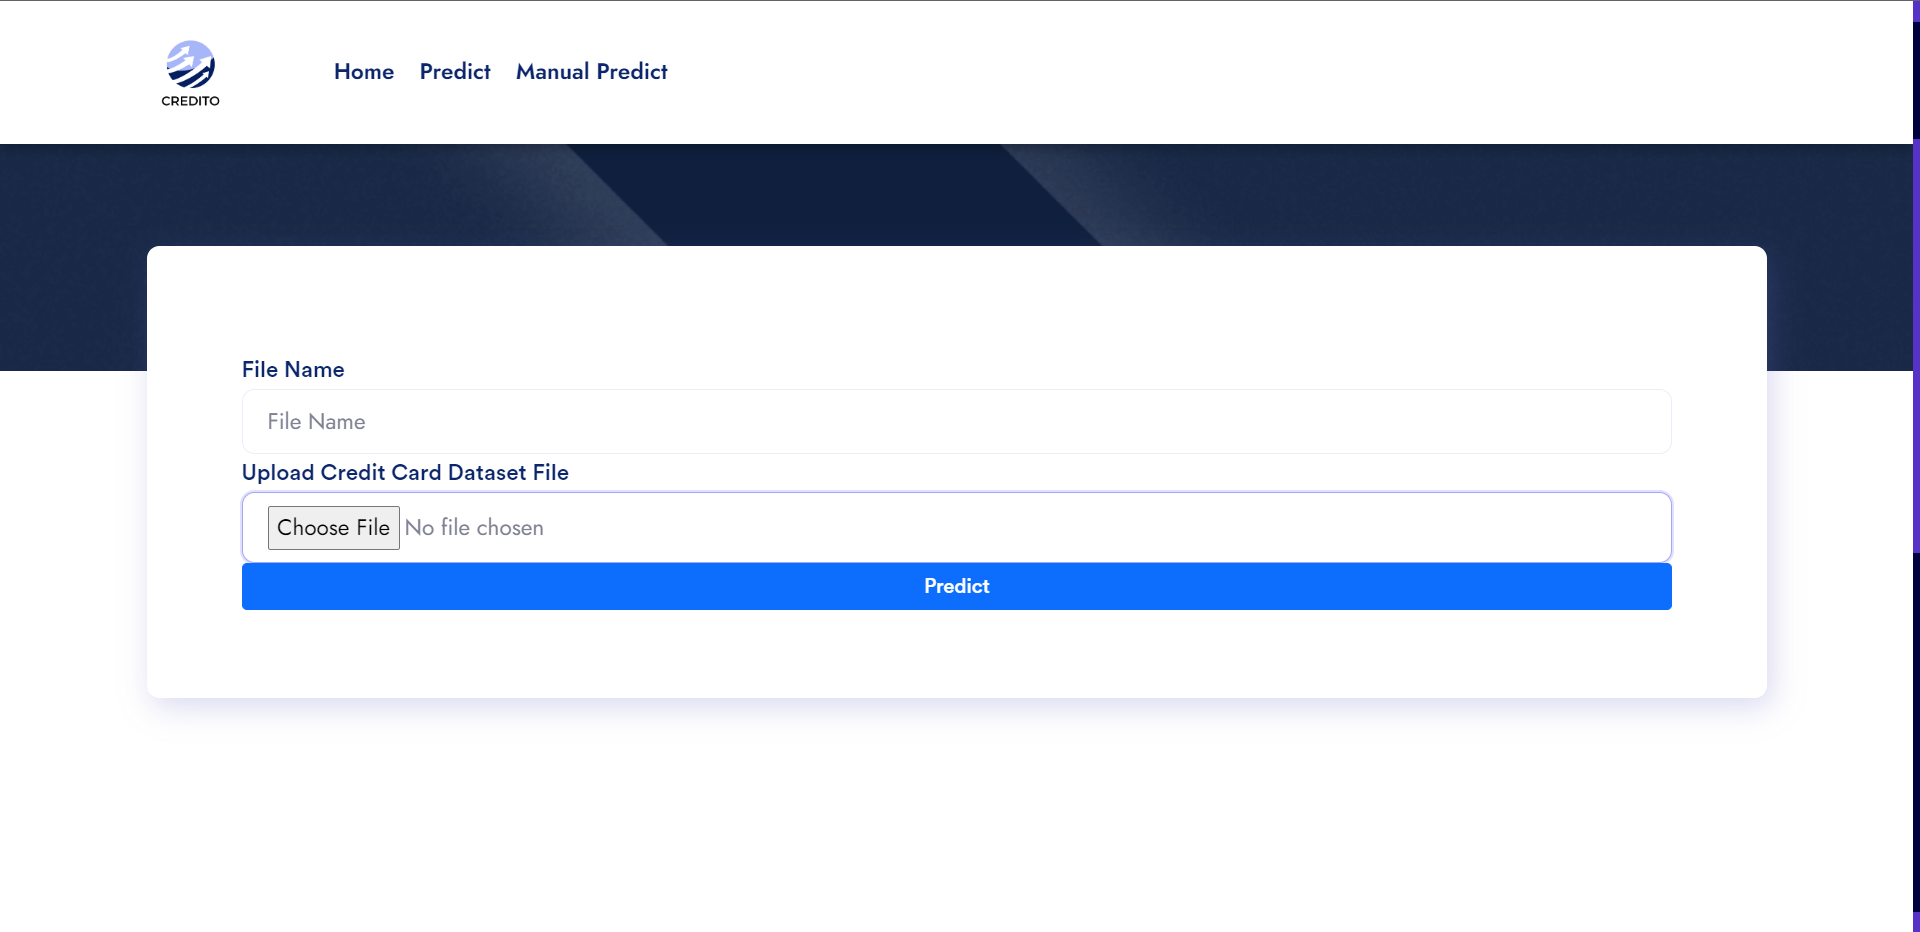 CREDITO
Home Predict Manual Predict
File Name
File Name
Upload Credit Card Dataset File
Choose File No file chosen
Predict